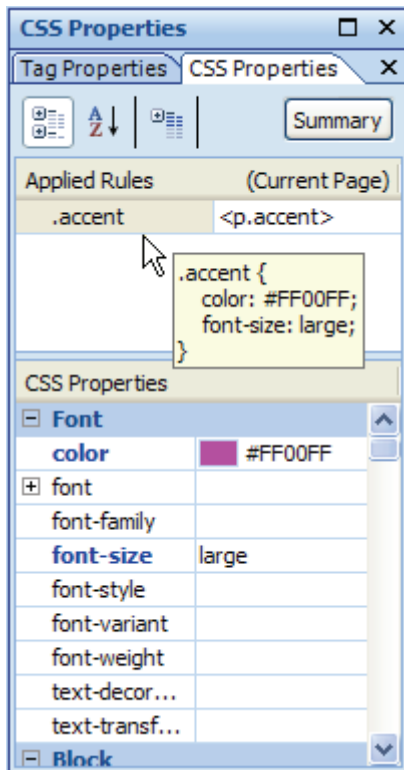 CSS Properties
Tag Properties CSS Properties
A
Z
Summary
Applied Rules (Current Page)
.accent <p.accent>
.accent {
color: #FF00FF;
font-size: large;
}
CSS Properties
Font
color #FF00FF
font
font-family
font-size large
font-style
font-variant
font-weight
text-decor...
text-transf...
Block